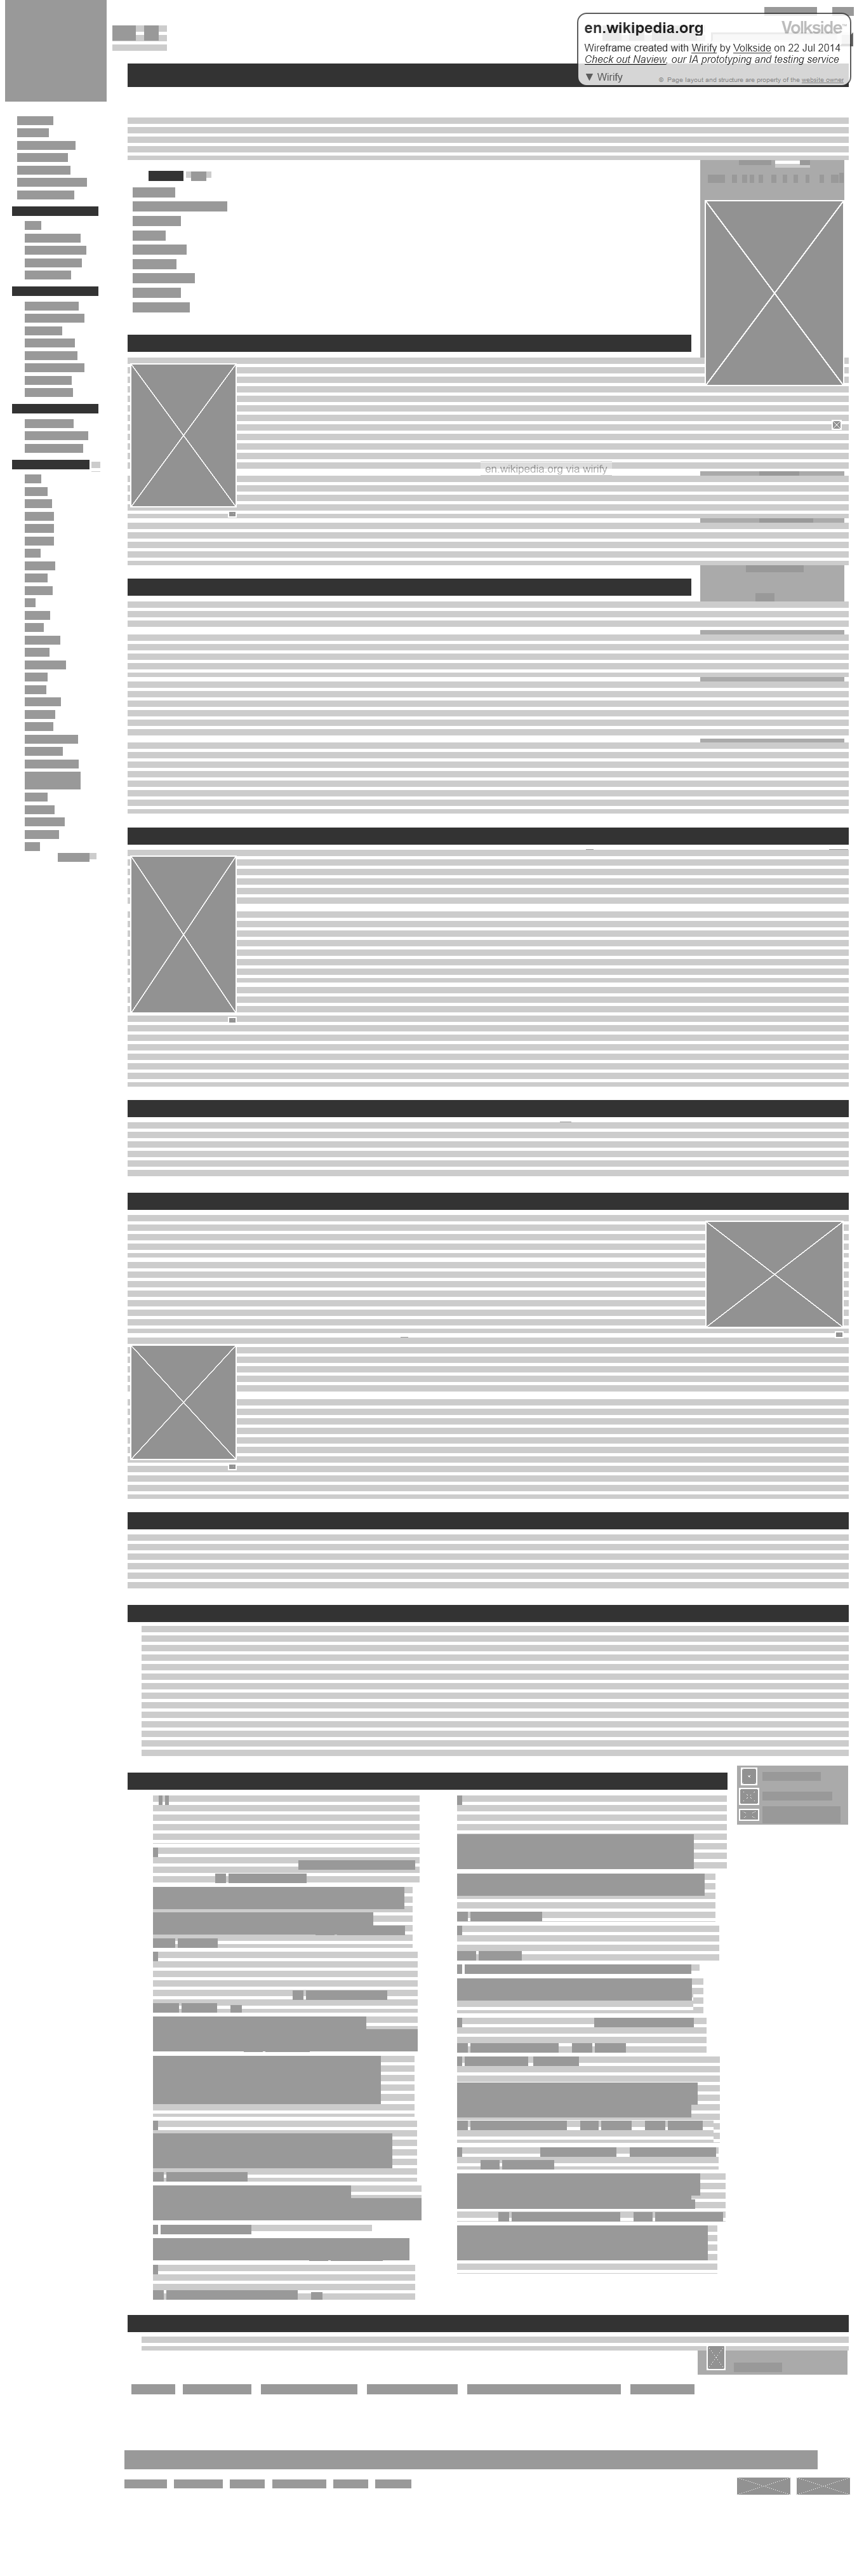 en.wikipedia.org
Volkside™
Wireframe created with Wirify by Volkside on 22 Jul 2014
Check out Naview, our IA prototyping and testing service
▼ Wirify
© Page layout and structure are property of the website owner
en.wikipedia.org via wirify